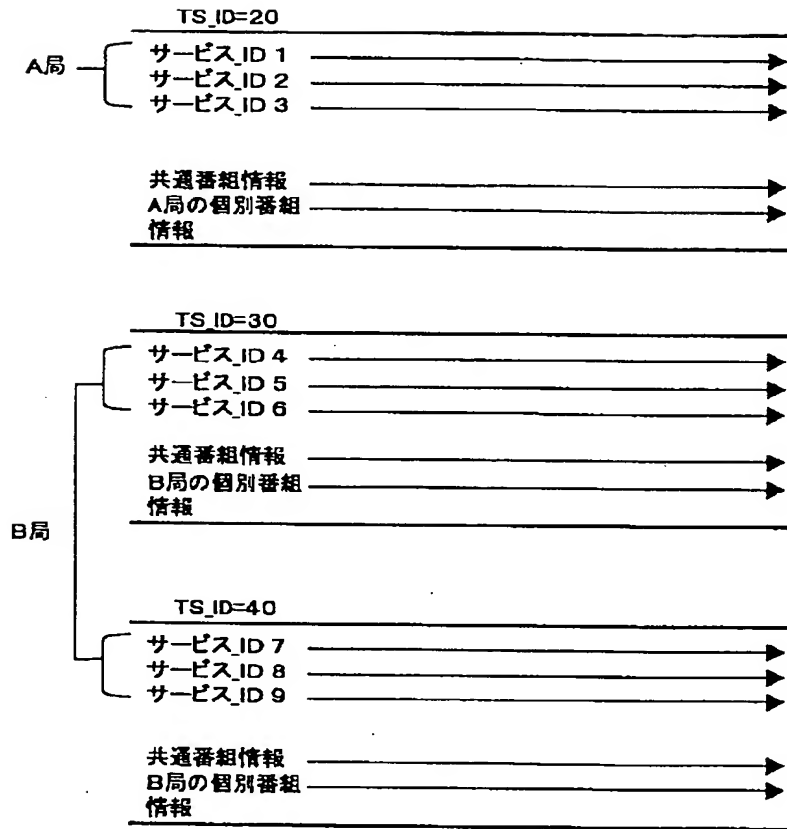 TS_ID=20
A局
サービス_ID 1
サービス_ID 2
サービス_ID 3
共通番組情報
A局の個別番組
情報
TS_ID=30
サービス_ID 4
サービス_ID 5
サービス_ID 6
共通番組情報
B局の個別番組
情報
B局
TS_ID=40
サービス_ID 7
サービス_ID 8
サービス_ID 9
共通番組情報
B局の個別番組
情報